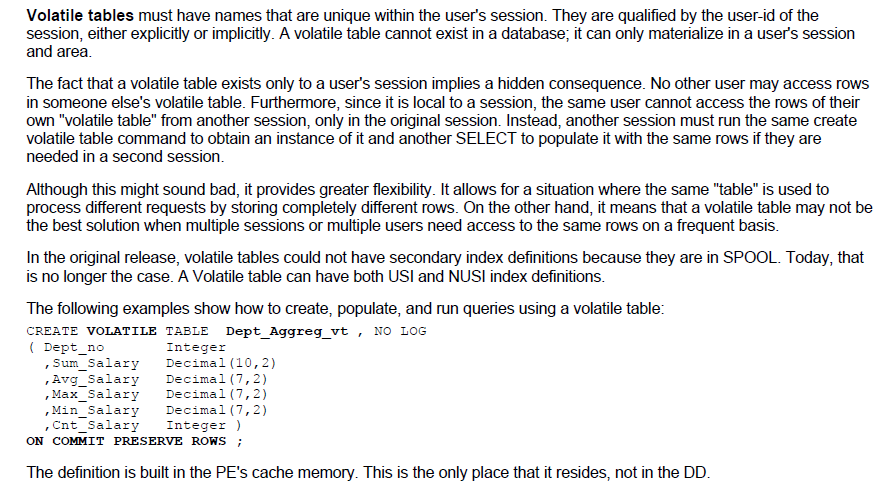 Volatile tables must have names that are unique within the user's session. They are qualified by the user-id of the
session, either explicitly or implicitly. A volatile table cannot exist in a database; it can only materialize in a user's session
and area.
The fact that a volatile table exists only to a user's session implies a hidden consequence. No other user may access rows
in someone else's volatile table. Furthermore, since it is local to a session, the same user cannot access the rows of their
own "volatile table" from another session, only in the original session. Instead, another session must run the same create
volatile table command to obtain an instance of it and another SELECT to populate it with the same rows if they are
needed in a second session.
Although this might sound bad, it provides greater flexibility. It allows for a situation where the same "table" is used to
process different requests by storing completely different rows. On the other hand, it means that a volatile table may not be
the best solution when multiple sessions or multiple users need access to the same rows on a frequent basis.
In the original release, volatile tables could not have secondary index definitions because they are in SPOOL. Today, that
is no longer the case. A Volatile table can have both USI and NUSI index definitions.
The following examples show how to create, populate, and run queries using a volatile table:
CREATE VOLATILE TABLE Dept_Aggreg_vt , NO LOG
( Dept_no Integer
,Sum_Salary Decimal(10,2)
,Avg_Salary Decimal(7,2)
,Max_Salary Decimal(7,2)
,Min_Salary Decimal(7,2)
,Cnt_Salary Integer )
ON COMMIT PRESERVE ROWS ;
The definition is built in the PE's cache memory. This is the only place that it resides, not in the DD.